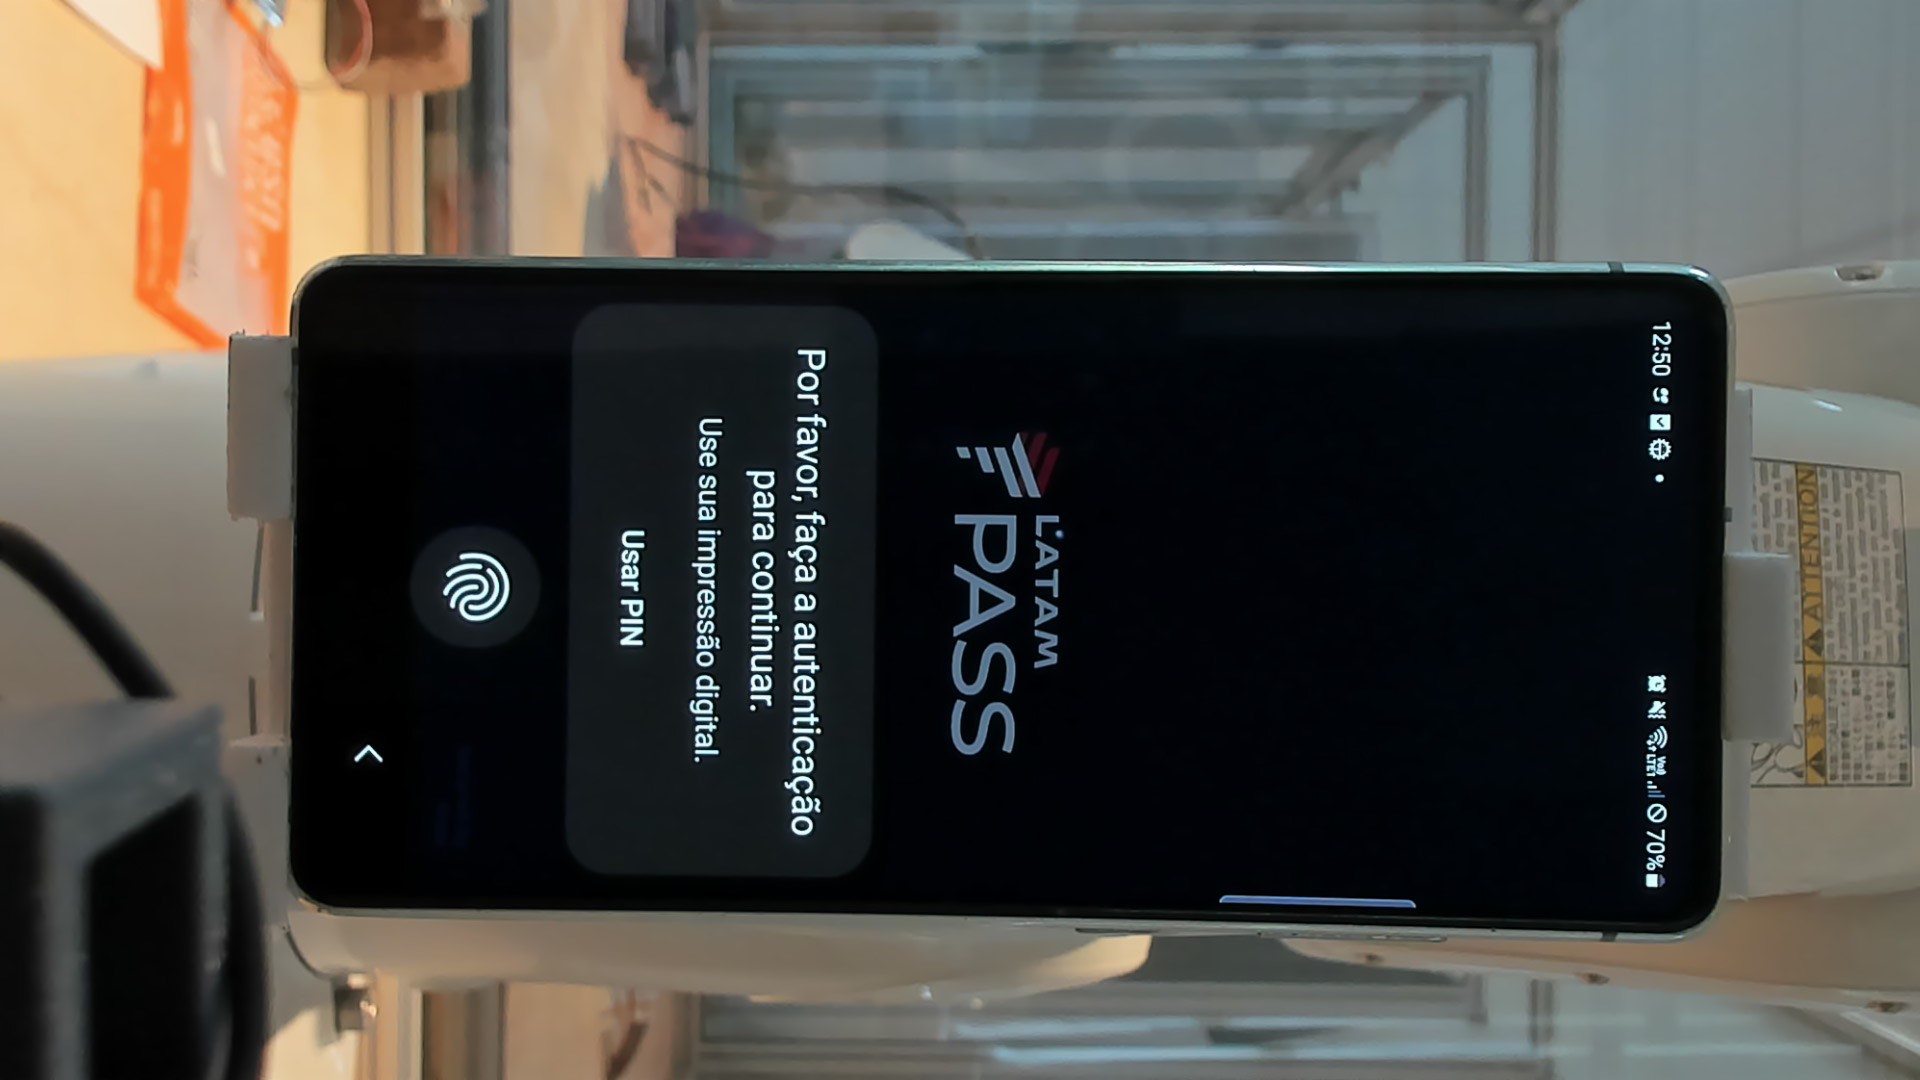 12:50
70%
LATAM
PASS
Por favor, faça a autenticação
para continuar.
Use sua impressão digital.
Usar PIN
ATTENTION